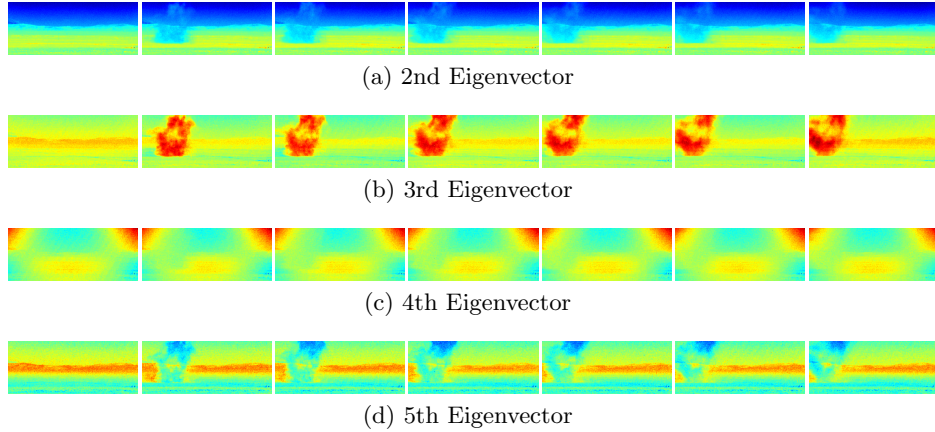 (a) 2nd Eigenvector
(b) 3rd Eigenvector
(c) 4th Eigenvector
(d) 5th Eigenvector